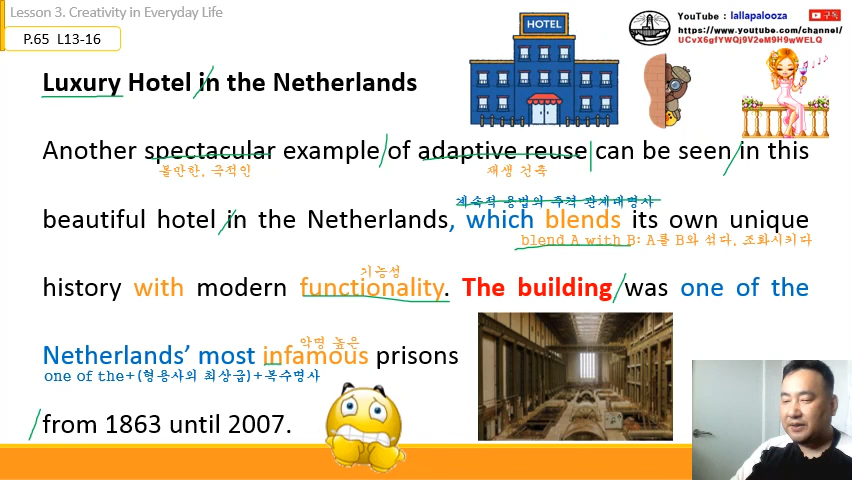 Lesson 3. Creativity in Everyday Life
P.65 L13-16
HOTEL
YouTube : lallapalooza
구독
https://www.youtube.com/channel/
UCvX6gfYWQj9V2eM9H9wWELQ
Luxury Hotel in the Netherlands
Another spectacular example of adaptive reuse can be seen in this
볼만한, 극적인
재생 건축
계속적 용법의 주격 관계대명사
beautiful hotel in the Netherlands, which blends its own unique
blend A with B: A를 B와 섞다, 조화시키다
기능성
history with modern functionality. The building was one of the
악명 높은
Netherlands’ most infamous prisons
one of the+(형용사의 최상급)+복수명사
from 1863 until 2007.